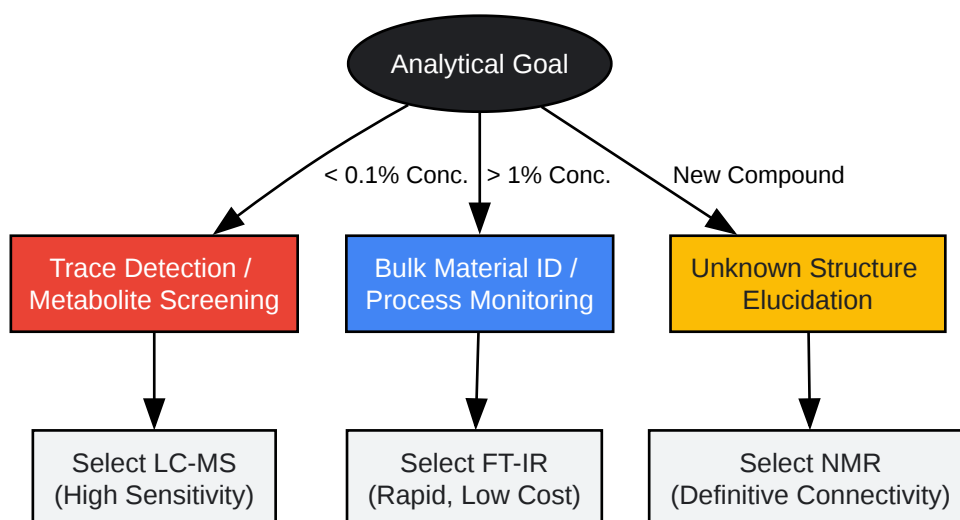 Analytical Goal
< 0.1% Conc.
> 1% Conc.
New Compound
Trace Detection /
Metabolite Screening
Bulk Material ID /
Process Monitoring
Unknown Structure
Elucidation
Select LC-MS
(High Sensitivity)
Select FT-IR
(Rapid, Low Cost)
Select NMR
(Definitive Connectivity)